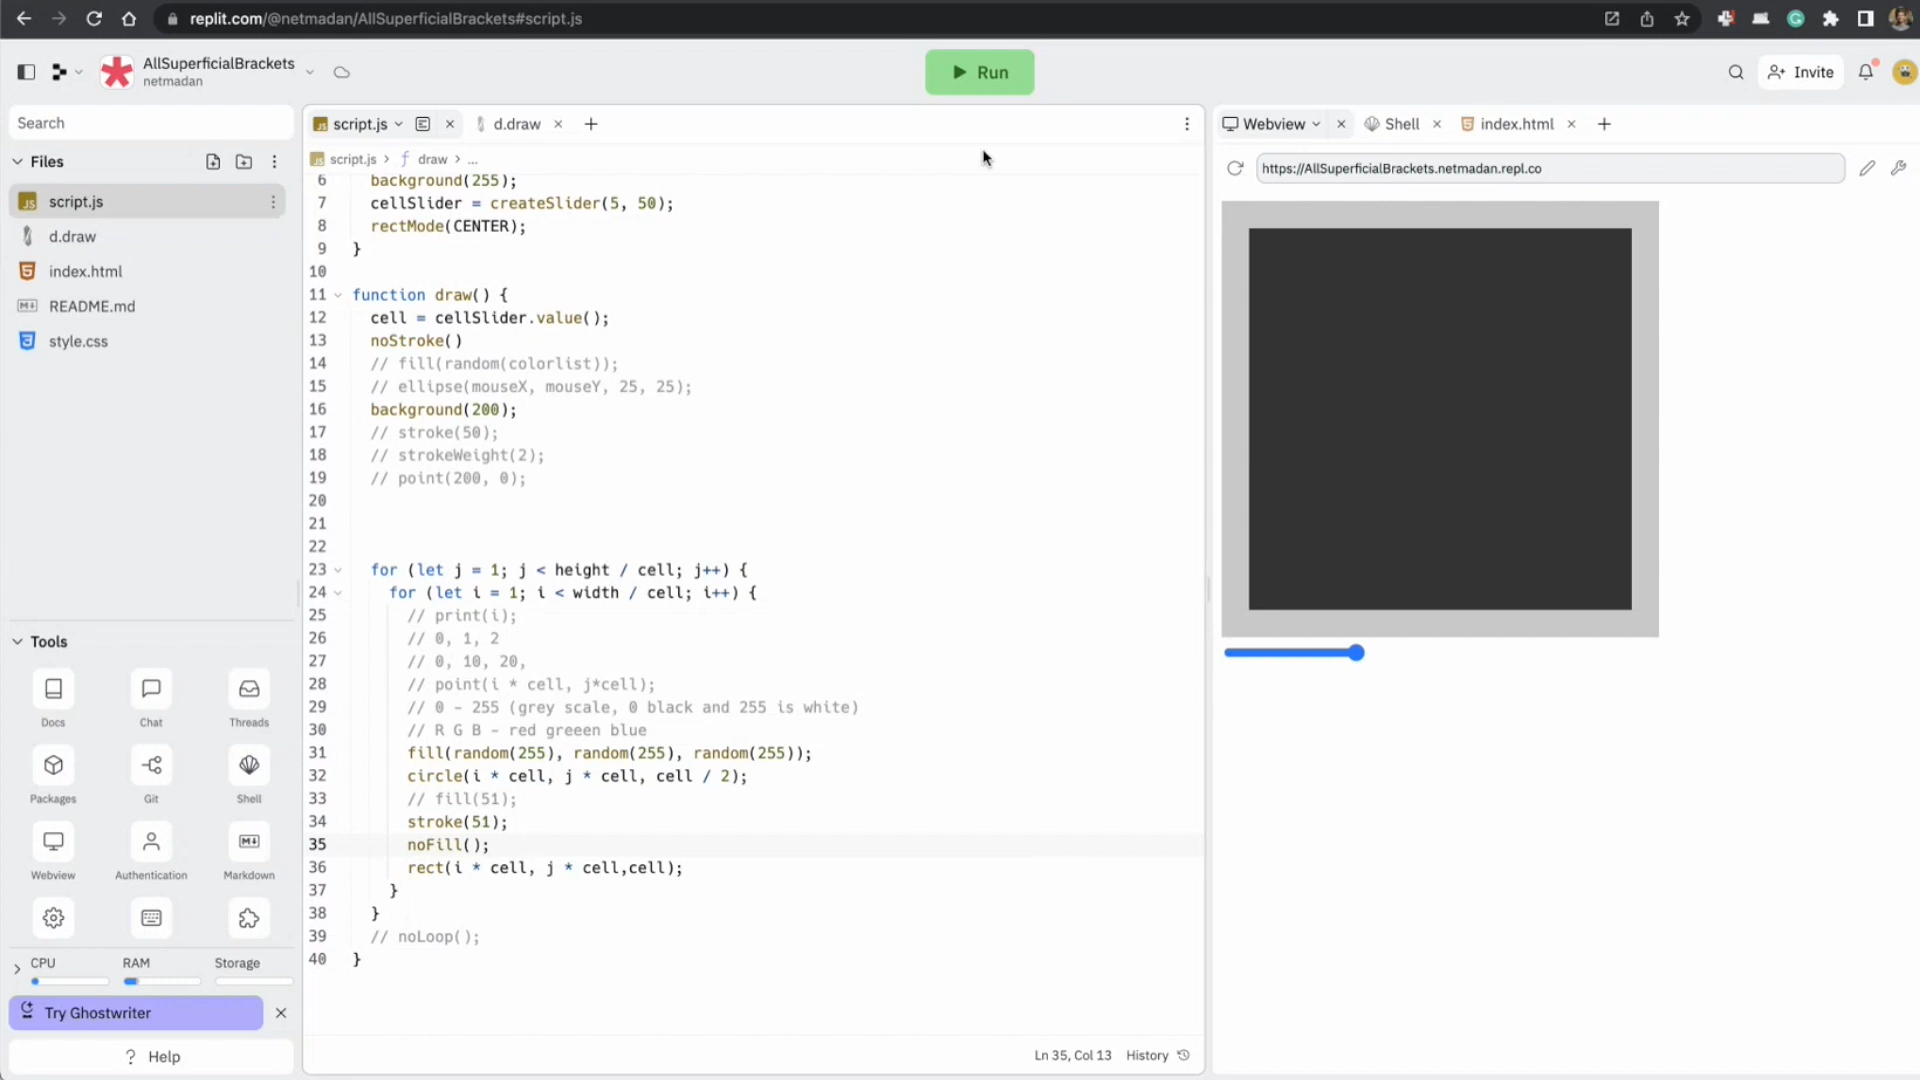 replit.com/@netmadan/AllSuperficialBrackets#script.js
AllSuperficialBrackets
netmadan
Run
Invite
Search
Files
script.js
d.draw
index.html
README.md
style.css
Tools
Docs
Chat
Threads
Packages
Git
Shell
Webview
Authentication
Markdown
CPU
RAM
Storage
Try Ghostwriter
? Help
script.js
d.draw
script.js > f draw > ...
6 background(255);
7 cellSlider = createSlider(5, 50);
8 rectMode(CENTER);
9 }
10
11 function draw() {
12 cell = cellSlider.value();
13 noStroke()
14 // fill(random(colorlist));
15 // ellipse(mouseX, mouseY, 25, 25);
16 background(200);
17 // stroke(50);
18 // strokeWeight(2);
19 // point(200, 0);
20
21
22
23 for (let j = 1; j < height / cell; j++) {
24 for (let i = 1; i < width / cell; i++) {
25 // print(i);
26 // 0, 1, 2
27 // 0, 10, 20,
28 // point(i * cell, j*cell);
29 // 0 - 255 (grey scale, 0 black and 255 is white)
30 // R G B - red greeen blue
31 fill(random(255), random(255), random(255));
32 circle(i * cell, j * cell, cell / 2);
33 // fill(51);
34 stroke(51);
35 noFill();
36 rect(i * cell, j * cell,cell);
37 }
38 }
39 // noLoop();
40 }
Ln 35, Col 13 History
Webview
Shell
index.html
https://AllSuperficialBrackets.netmadan.repl.co